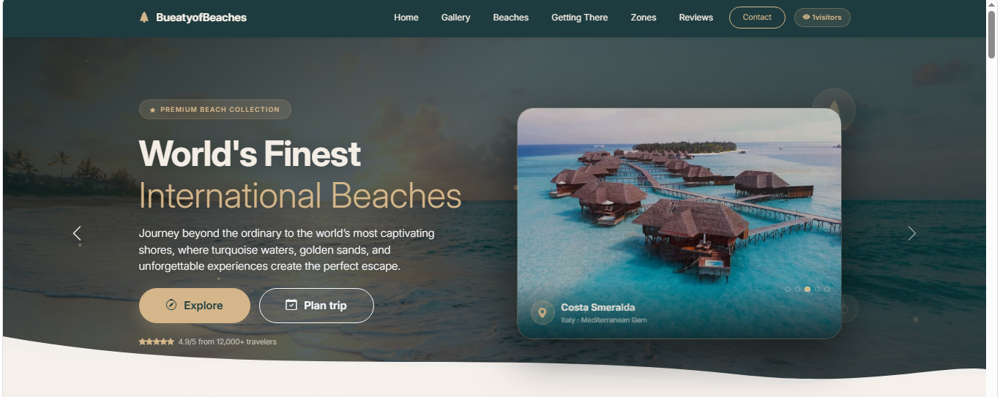 BueatyofBeaches
Home
Gallery
Beaches
Getting There
Zones
Reviews
Contact
1visitors
PREMIUM BEACH COLLECTION
World's Finest
International Beaches
Journey beyond the ordinary to the world's most captivating
shores, where turquoise waters, golden sands, and
unforgettable experiences create the perfect escape.
Explore
Plan trip
4.9/5 from 12,000+ travelers
Costa Smeralda
Italy · Mediterranean Gem